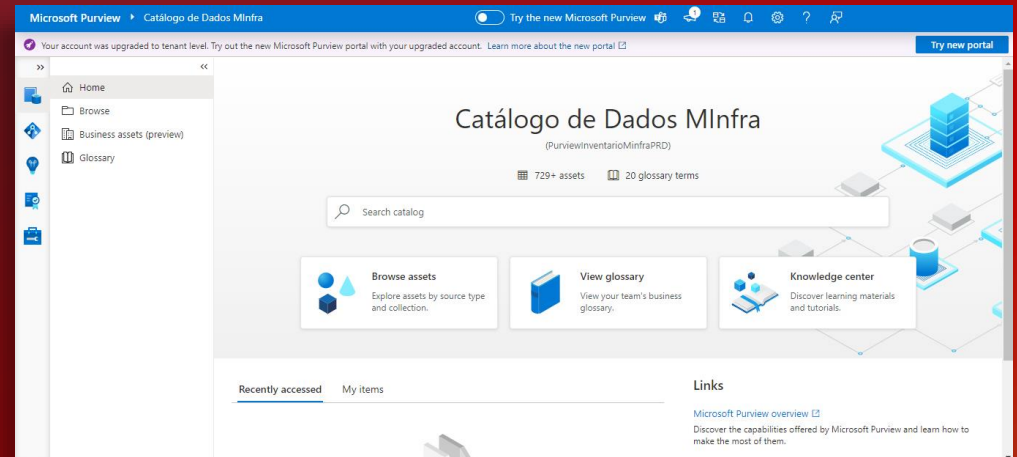 Microsoft Purview Catálogo de Dados MInfra Try the new Microsoft Purview 1
Your account was upgraded to tenant level. Try out the new Microsoft Purview portal with your upgraded account. Learn more about the new portal Try new portal
Home
Browse
Business assets (preview)
Glossary
Catálogo de Dados MInfra
(PurviewInventarioMinfraPRD)
729+ assets 20 glossary terms
Search catalog
Browse assets
Explore assets by source type
and collection.
View glossary
View your team's business
glossary.
Knowledge center
Discover learning materials
and tutorials.
Recently accessed My items
Links
Microsoft Purview overview
Discover the capabilities offered by Microsoft Purview and learn how to
make the most of them.